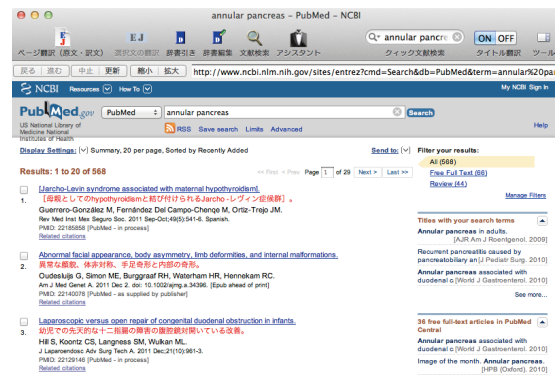 annular pancreas – PubMed – NCBI
EJ
annular pancre
ON OFF
ページ翻訳（原文・訳文） 選択文の翻訳 辞書引き 辞書編集 文献検索 アシスタント クィック文献検索 タイトル翻訳 ツール
戻る 進む 中止 更新 縮小 拡大 http://www.ncbi.nlm.nih.gov/sites/entrez?cmd=Search&db=PubMed&term=annular%20pan
NCBI Resources How To My NCBI Sign In
PubMed.gov PubMed annular pancreas Search
US National Library of
Medicine National
Institutes of Health
RSS Save search Limits Advanced Help
Display Settings: Summary, 20 per page, Sorted by Recently Added Send to:
Results: 1 to 20 of 568 << First < Prev Page 1 of 29 Next > Last >>
1. Jarcho-Levin syndrome associated with maternal hypothyroidism].
［母親としてのhypothyroidismと結び付けられるJarcho-レヴィン症候群］。
Guerrero-González M, Fernández Del Campo-Chenqe M, Ortiz-Trejo JM.
Rev Med Inst Mex Seguro Soc. 2011 Sep-Oct;49(5):541-6. Spanish.
PMID: 22185858 [PubMed - in process]
Related citations
2. Abnormal facial appearance, body asymmetry, limb deformities, and internal malformations.
異常な顔貌、体非対称、手足奇形と内部の奇形。
Oudesluijs G, Simon ME, Burggraaf RH, Waterham HR, Hennekam RC.
Am J Med Genet A. 2011 Dec 2. doi: 10.1002/ajmg.a.34396. [Epub ahead of print]
PMID: 22140078 [PubMed - as supplied by publisher]
Related citations
3. Laparoscopic versus open repair of congenital duodenal obstruction in infants.
幼児での先天的な十二指腸の障害の腹腔鏡対開いている改善。
Hill S, Koontz CS, Langness SM, Wulkan ML.
J Laparoendosc Adv Surg Tech A. 2011 Dec;21(10):961-3.
PMID: 22129146 [PubMed - in process]
Related citations
Filter your results:
All (568)
Free Full Text (66)
Review (44)
Manage Filters
Titles with your search terms
Annular pancreas in adults.
[AJR Am J Roentgenol. 2009]
Recurrent pancreatitis caused by
pancreatobiliary an [J Pediatr Surg. 2010]
Annular pancreas associated with
duodenal c [World J Gastroenterol. 2010]
See more...
36 free full-text articles in PubMed
Central
Annular pancreas associated with
duodenal c [World J Gastroenterol. 2010]
Image of the month. Annular pancreas.
[HPB (Oxford). 2010]